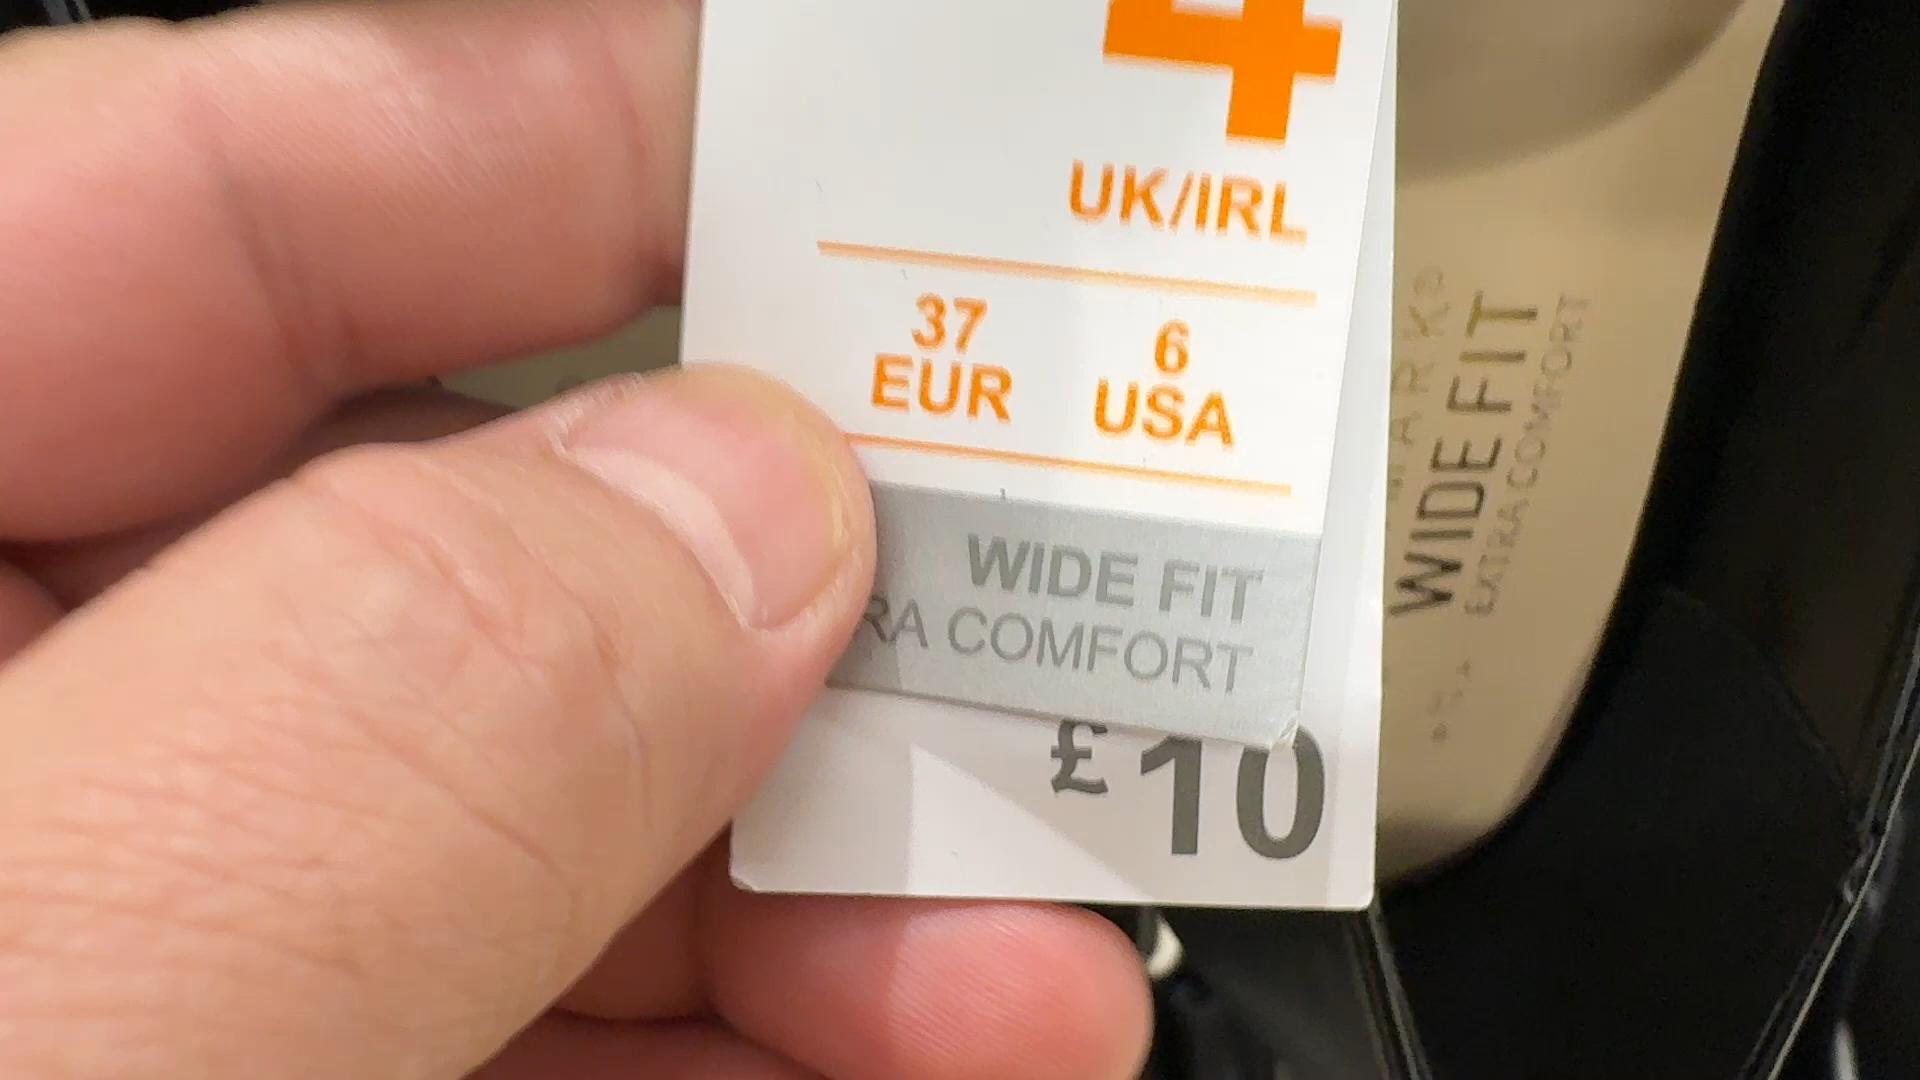 4
UK/IRL
37 6
EUR USA
WIDE FIT
RA COMFORT
£10
WIDE FIT
EXTRA COMFORT